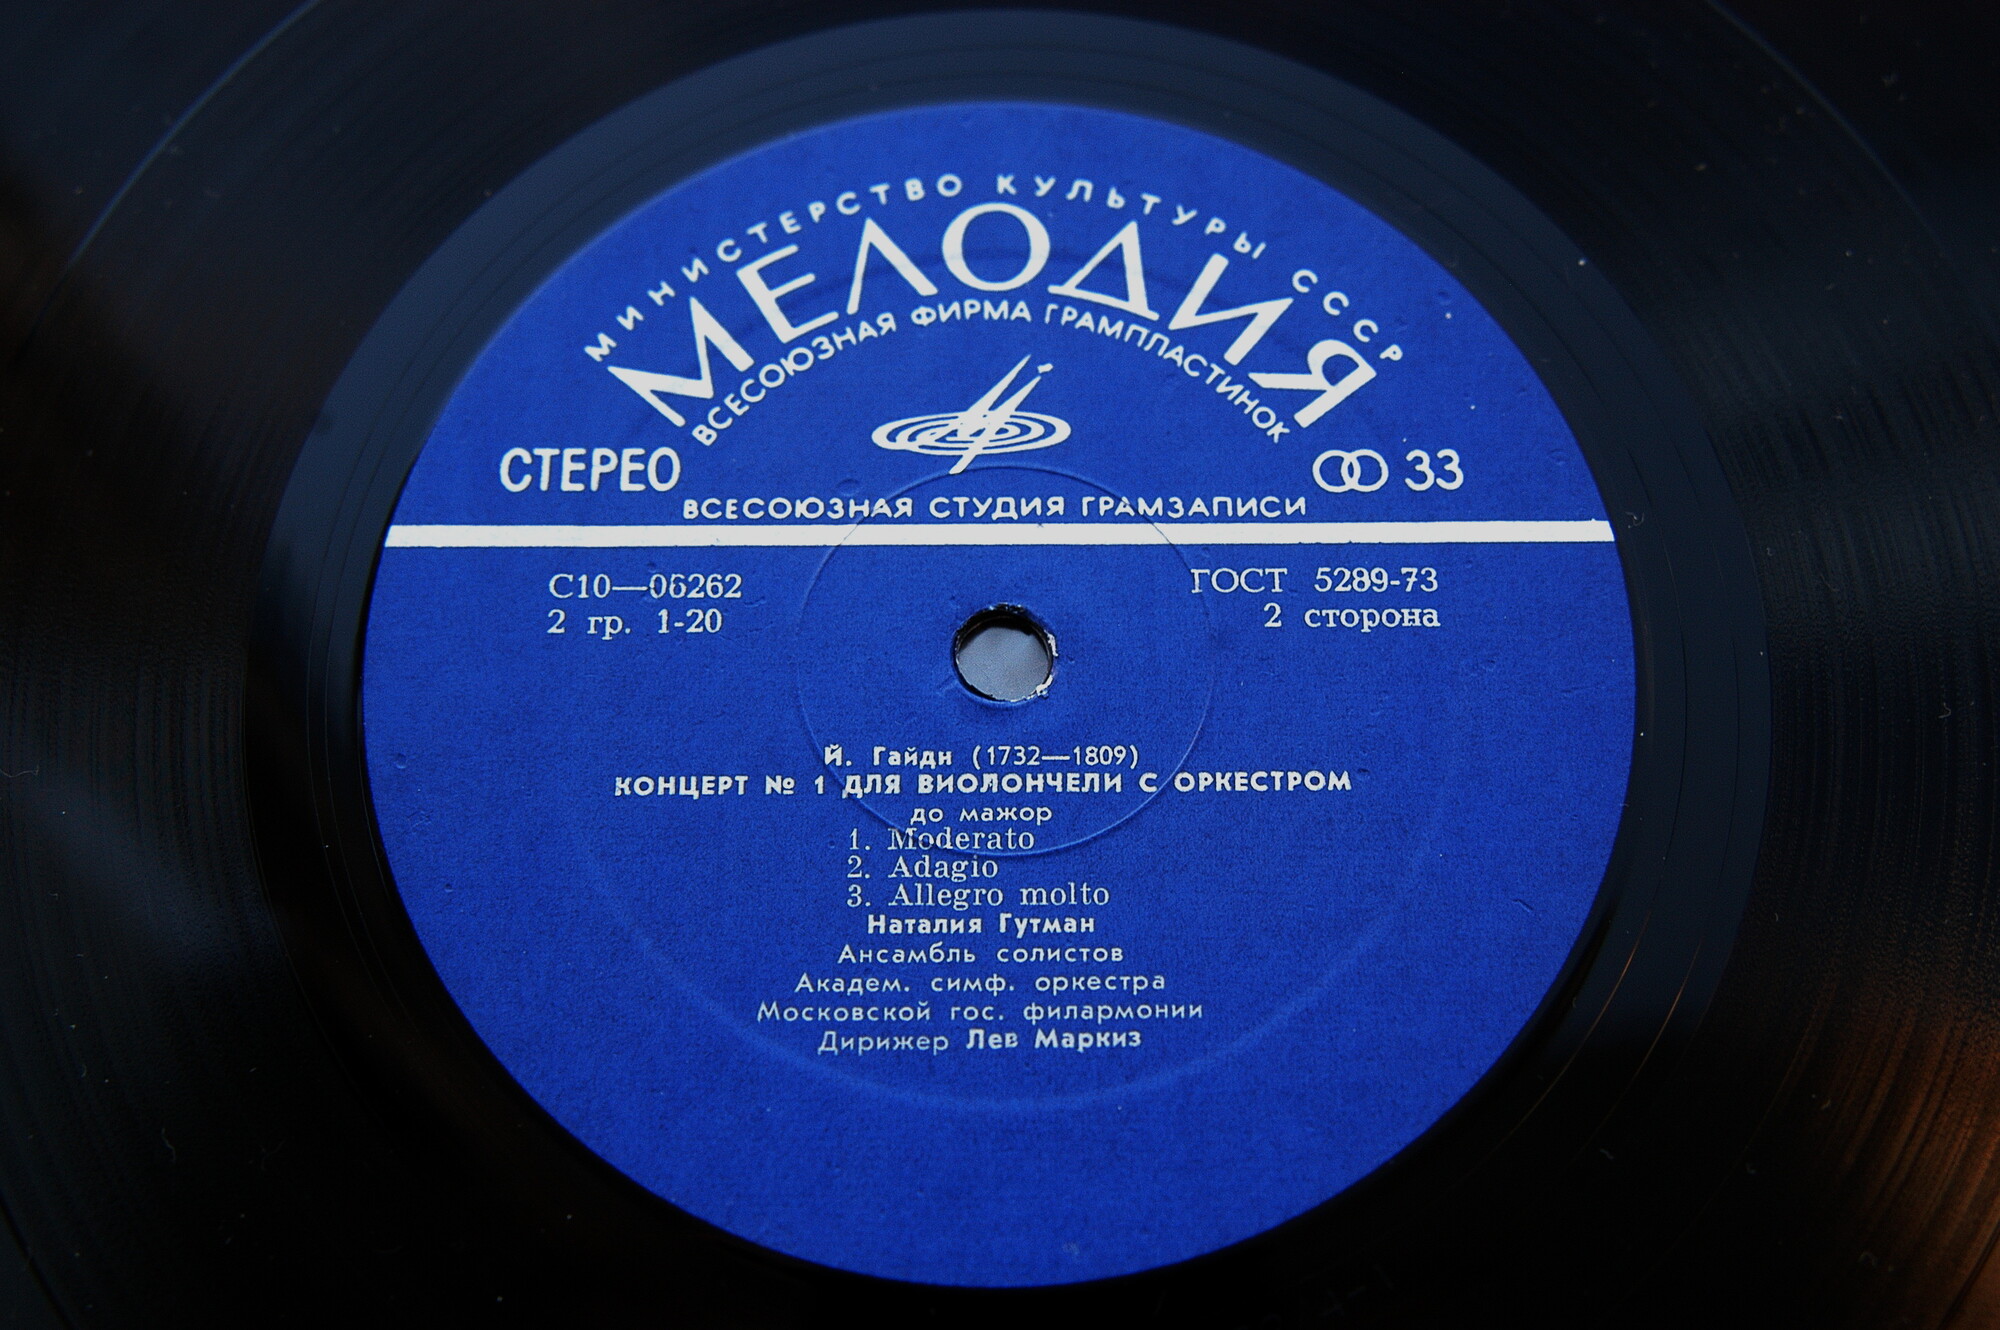 МИНИСТЕРСТВО КУЛЬТУРЫ СССР
МЕЛОДИЯ
ВСЕСОЮЗНАЯ ФИРМА ГРАМПЛАСТИНОК
СТЕРЕО
33
ВСЕСОЮЗНАЯ СТУДИЯ ГРАМЗАПИСИ
С10—06262
ГОСТ 5289-73
2 гр. 1-20
2 сторона
Й. Гайдн (1732—1809)
КОНЦЕРТ № 1 ДЛЯ ВИОЛОНЧЕЛИ С ОРКЕСТРОМ
до мажор
1. Moderato
2. Adagio
3. Allegro molto
Наталия Гутман
Ансамбль солистов
Академ. симф. оркестра
Московской гос. филармонии
Дирижер Лев Маркиз